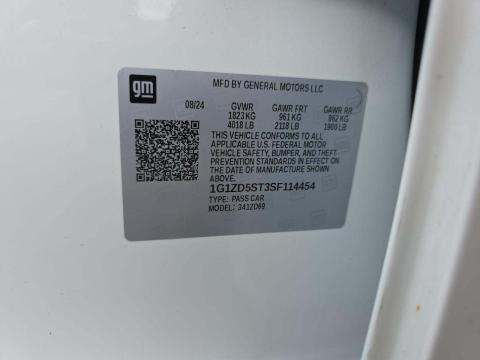 gm
MFD BY GENERAL MOTORS LLC
08/24 GVWR GAWR FRT GAWR RR
1823 KG 961 KG 862 KG
4018 LB 2118 LB 1900 LB
THIS VEHICLE CONFORMS TO ALL
APPLICABLE U.S. FEDERAL MOTOR
VEHICLE SAFETY, BUMPER, AND THEFT
PREVENTION STANDARDS IN EFFECT ON
THE DATE OF MANUFACTURE SHOWN
ABOVE.
1G1ZD5ST3SF114454
TYPE: PASS CAR
MODEL: 341ZD69